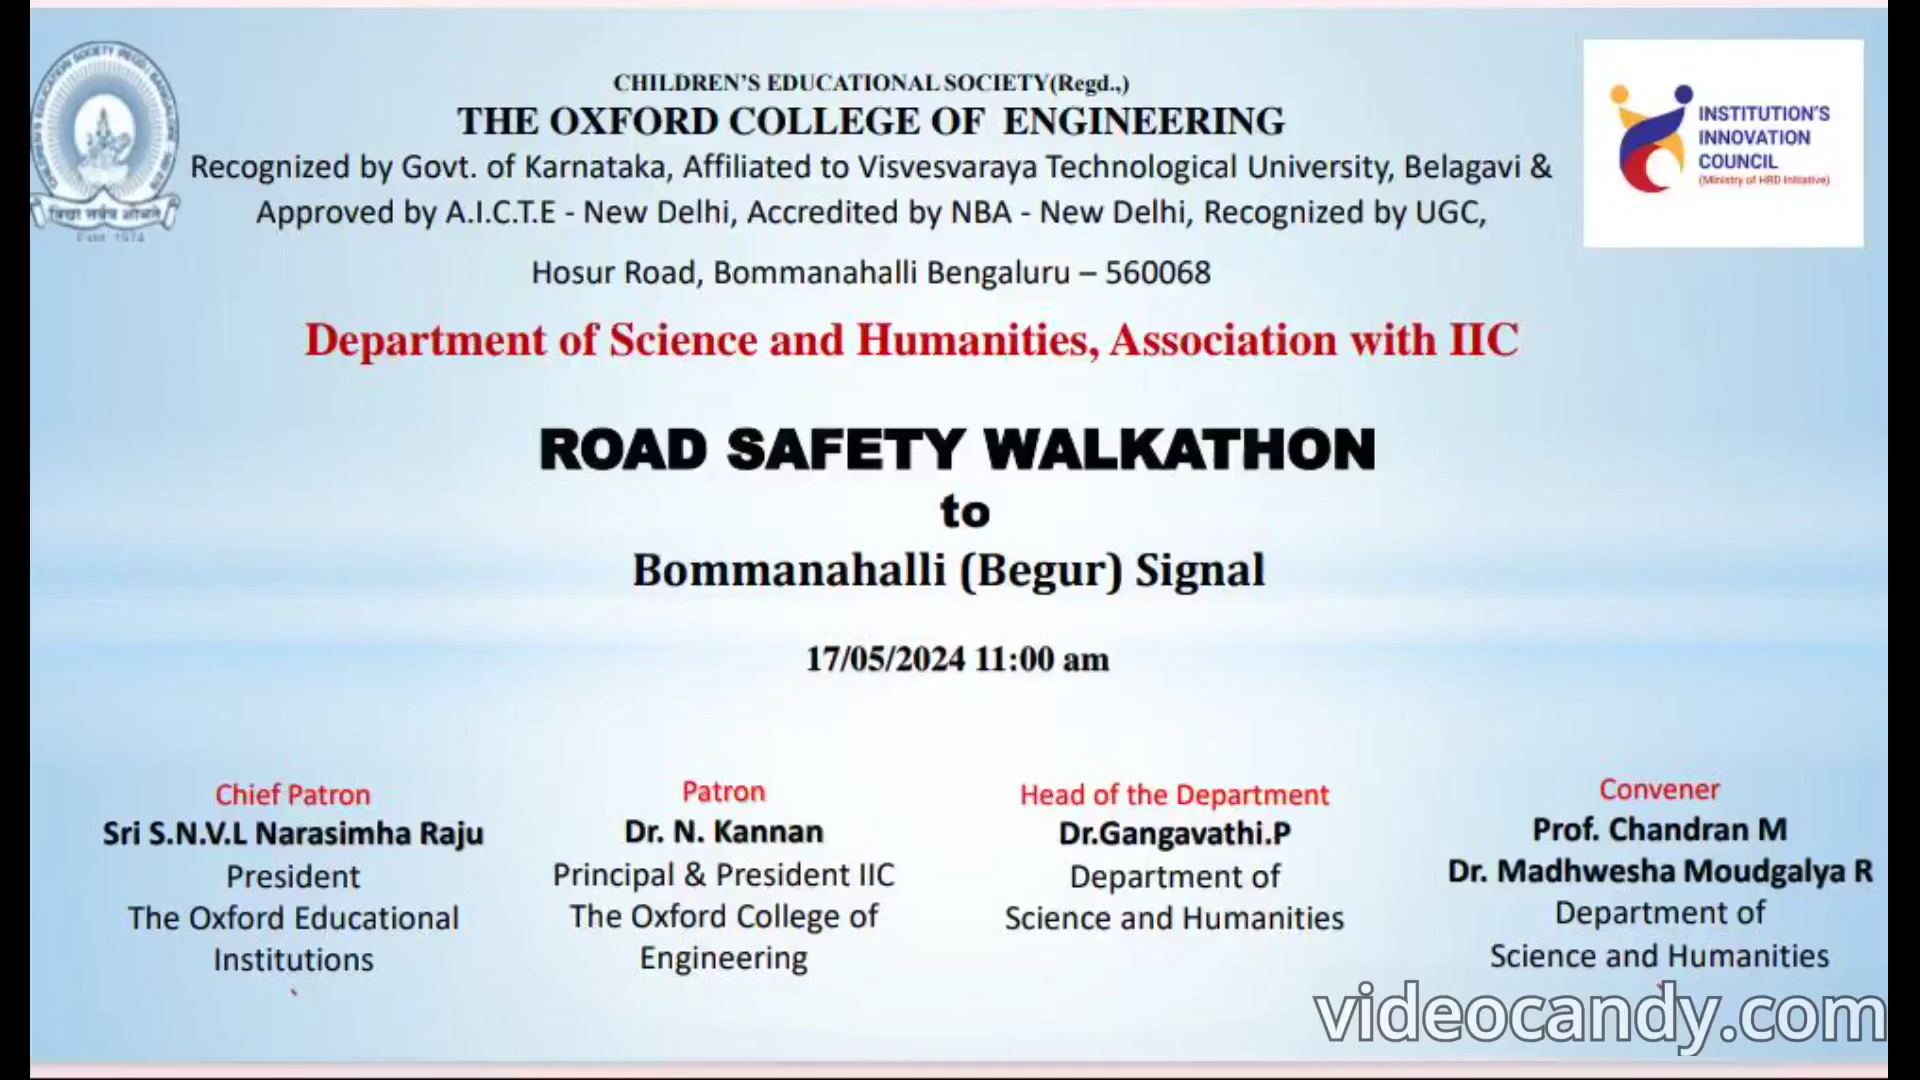 CHILDREN'S EDUCATIONAL SOCIETY(Regd.,)
THE OXFORD COLLEGE OF ENGINEERING
Recognized by Govt. of Karnataka, Affiliated to Visvesvaraya Technological University, Belagavi &
Approved by A.I.C.T.E - New Delhi, Accredited by NBA - New Delhi, Recognized by UGC,
Hosur Road, Bommanahalli Bengaluru – 560068
INSTITUTION'S
INNOVATION
COUNCIL
(Ministry of HRD Initiative)
Department of Science and Humanities, Association with IIC
ROAD SAFETY WALKATHON
to
Bommanahalli (Begur) Signal
17/05/2024 11:00 am
Chief Patron
Sri S.N.V.L Narasimha Raju
President
The Oxford Educational
Institutions
Patron
Dr. N. Kannan
Principal & President IIC
The Oxford College of
Engineering
Head of the Department
Dr.Gangavathi.P
Department of
Science and Humanities
Convener
Prof. Chandran M
Dr. Madhwesha Moudgalya R
Department of
Science and Humanities
videocandy.com